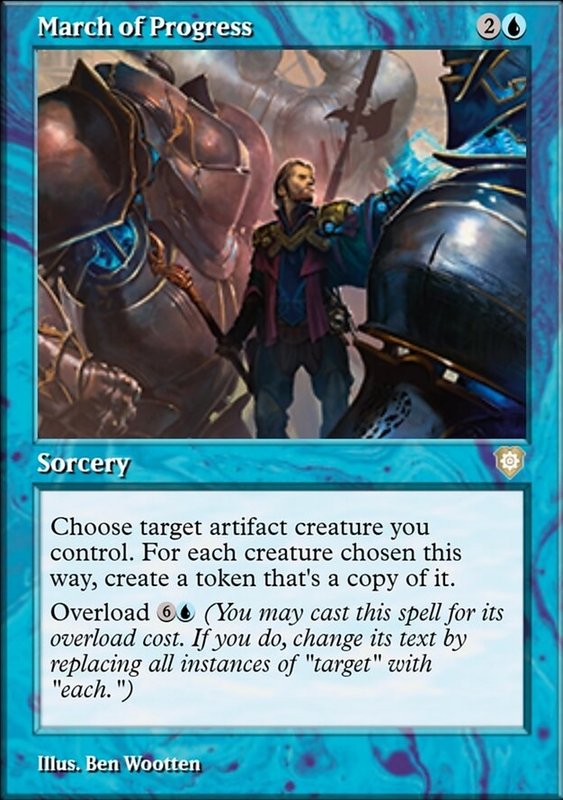 March of Progress 2
Sorcery
Choose target artifact creature you
control. For each creature chosen this
way, create a token that's a copy of it.
Overload 6 (You may cast this spell for its
overload cost. If you do, change its text by
replacing all instances of "target" with
"each.")
Illus. Ben Wootten